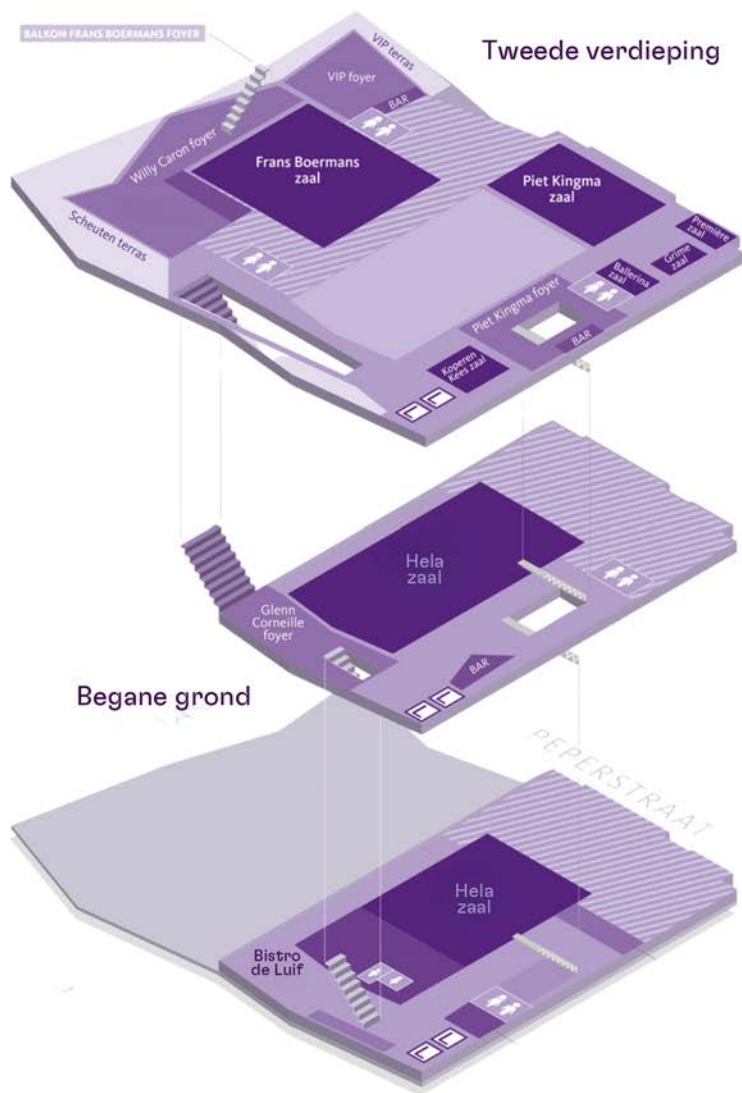 BALKON FRANS BOERMANS FOYER
Tweede verdieping
VIP terras
VIP foyer
BAR
Willy Caron foyer
Frans Boermans
zaal
Piet Kingma
zaal
Scheuten terras
Première
zaal
Grime
zaal
Ballerina
zaal
Piet Kingma foyer
BAR
Koperen
Kees zaal
L
L
Hela
zaal
Glenn
Corneille
foyer
BAR
L
L
Begane grond
PEPERSTRAAT
Hela
zaal
Bistro
de Luif
L
L